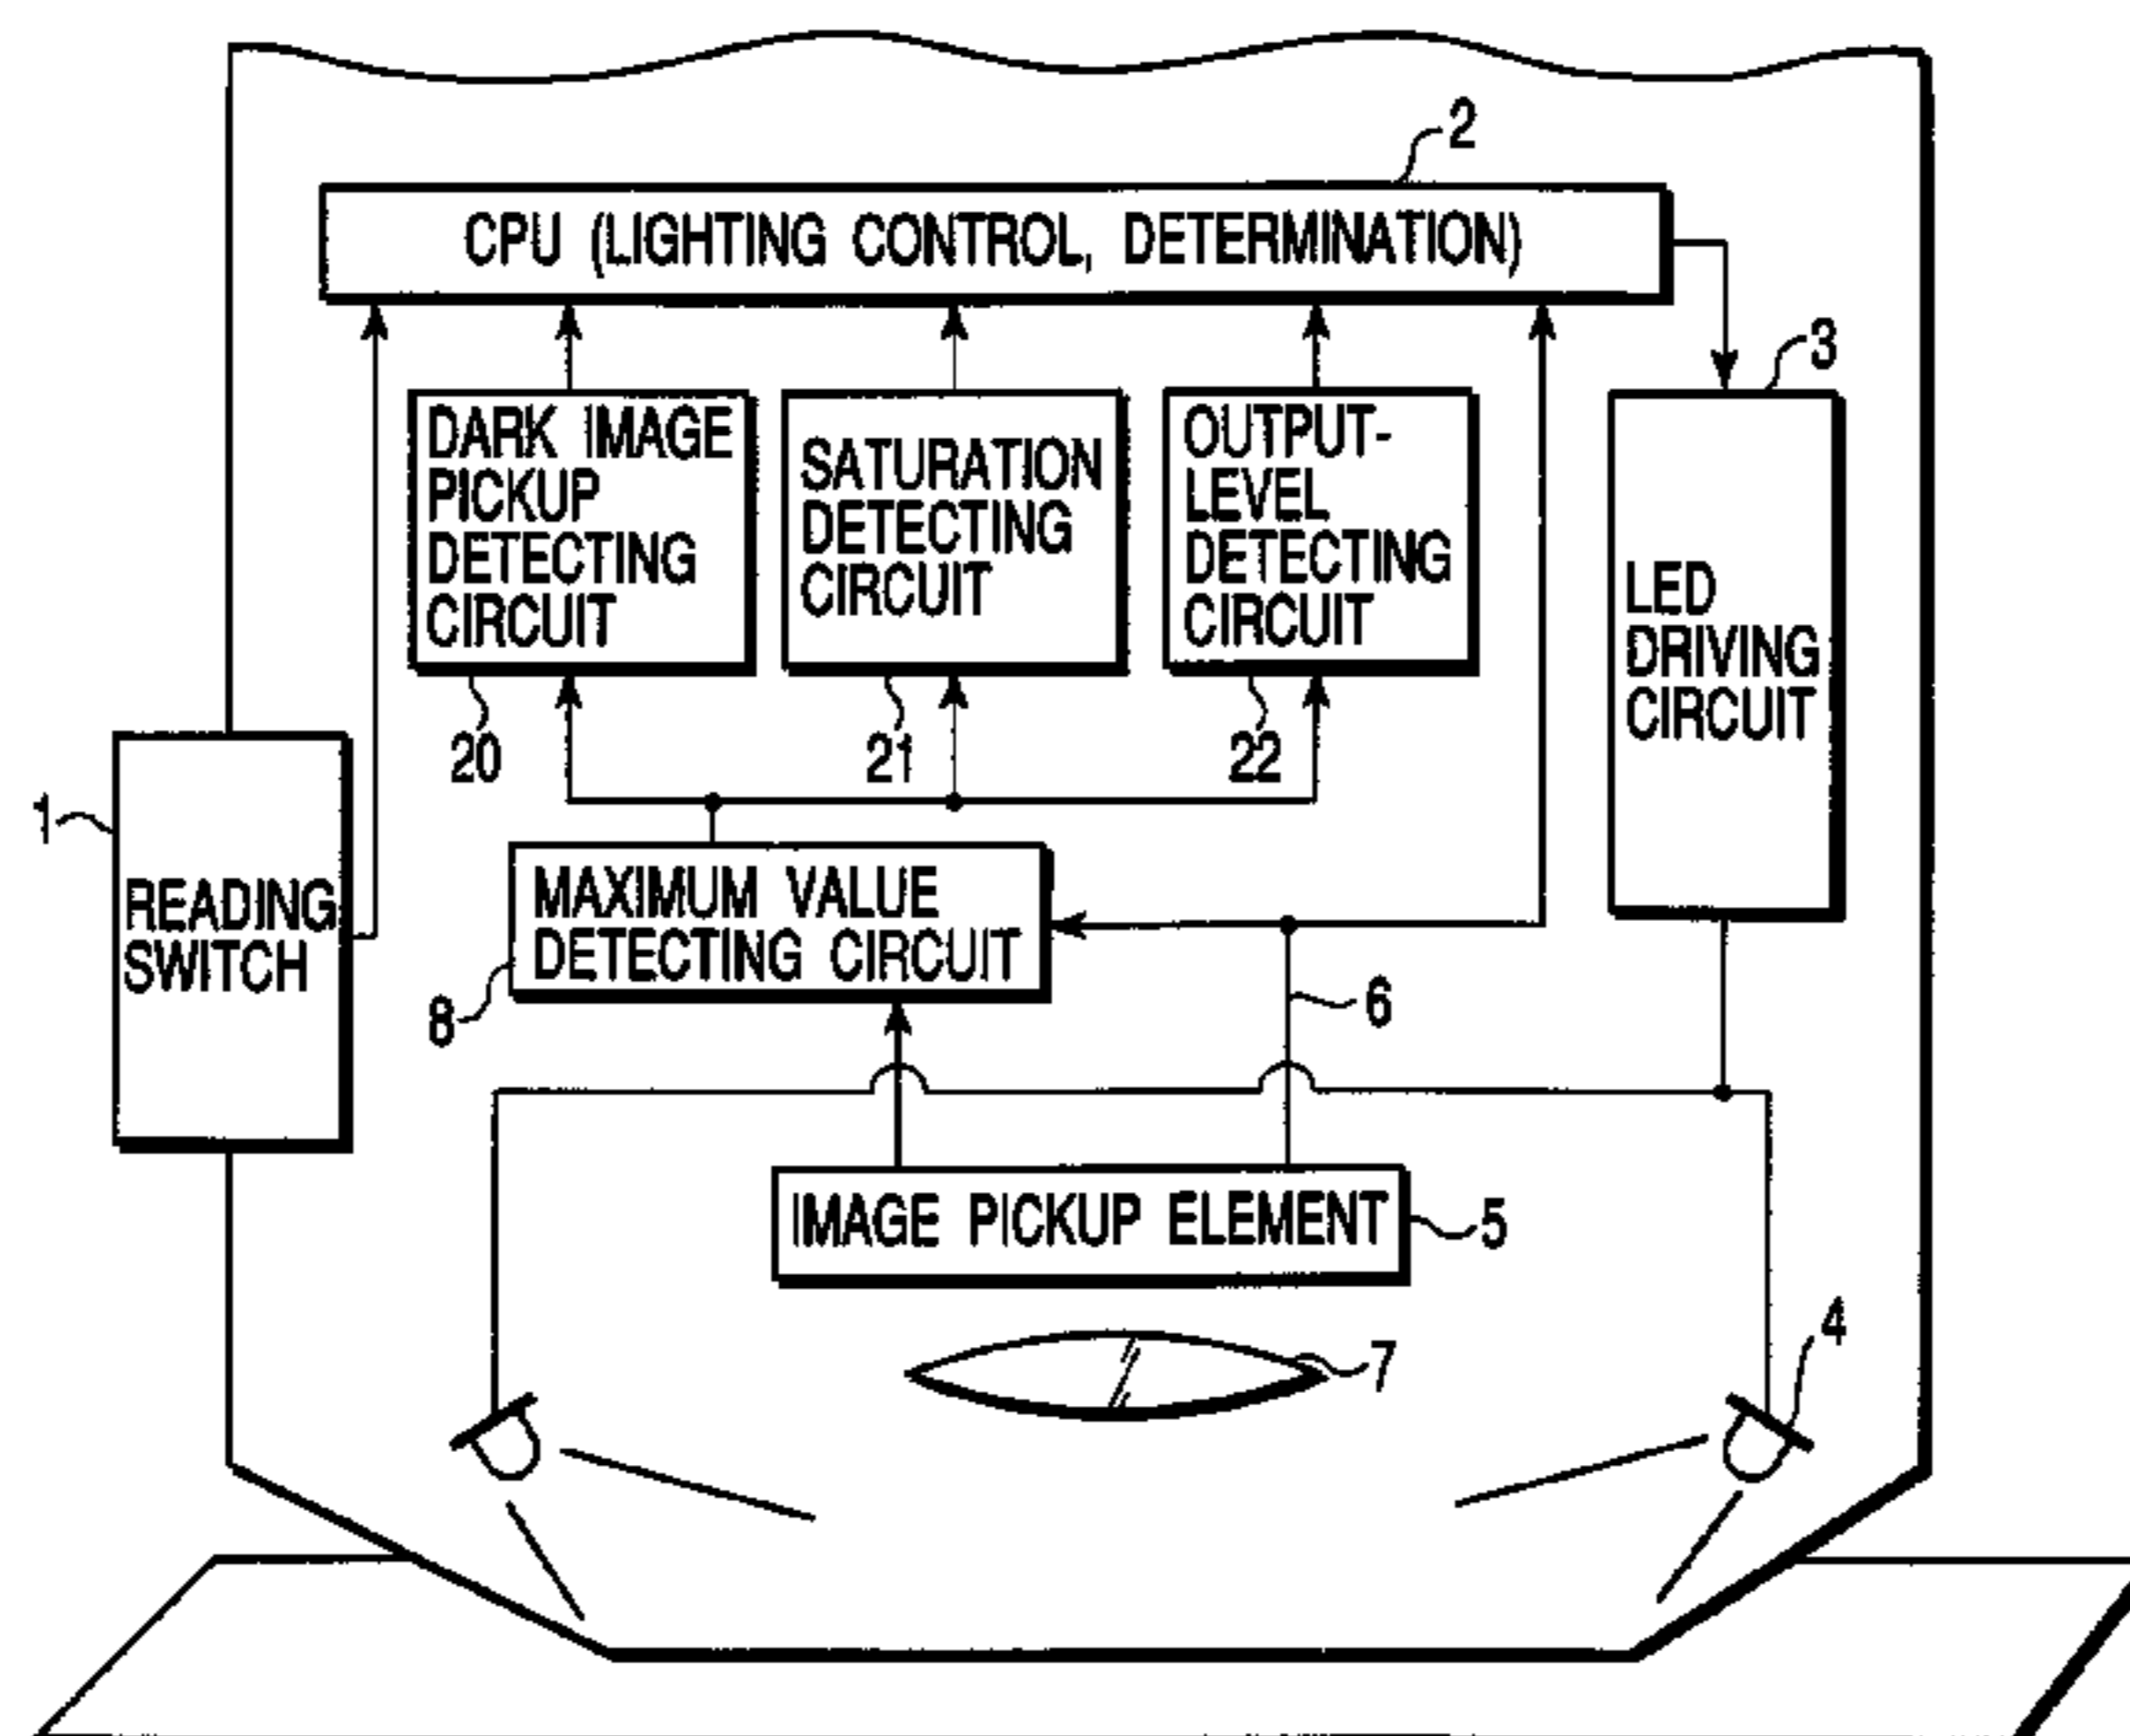 2
CPU (LIGHTING CONTROL, DETERMINATION)
3
DARK IMAGE
PICKUP
DETECTING
CIRCUIT
20
SATURATION
DETECTING
CIRCUIT
21
OUTPUT-
LEVEL
DETECTING
CIRCUIT
22
LED
DRIVING
CIRCUIT
1
READING
SWITCH
MAXIMUM VALUE
DETECTING CIRCUIT
8
6
IMAGE PICKUP ELEMENT
5
7
4